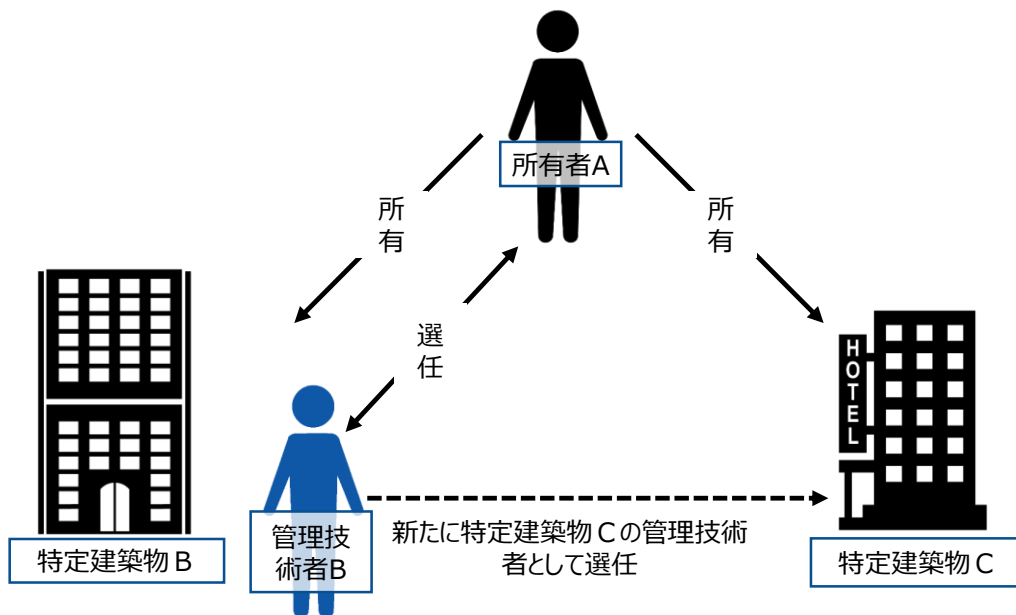 所有者A
所有
所有
選任
HOTEL
特定建築物B
管理技
術者B
新たに特定建築物Cの管理技術
者として選任
特定建築物C